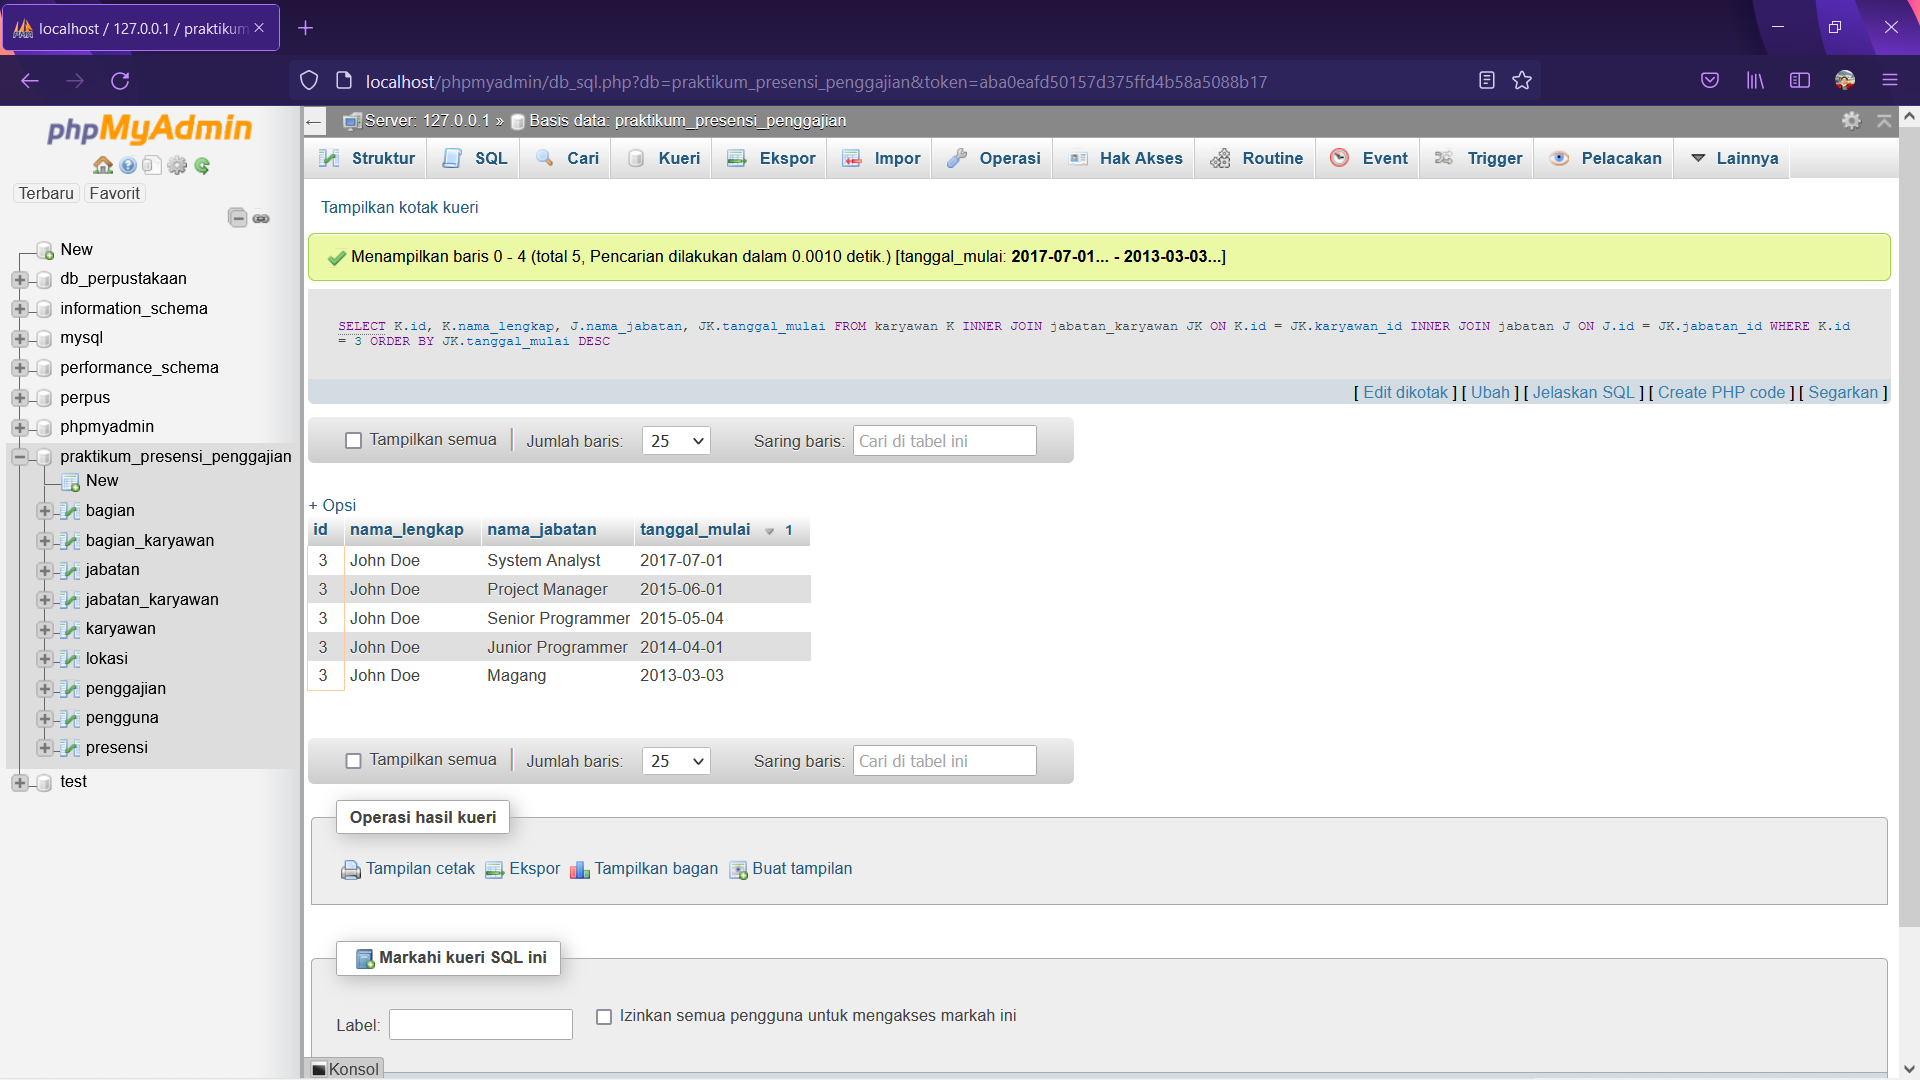 localhost / 127.0.0.1 / praktikum
localhost/phpmyadmin/db_sql.php?db=praktikum_presensi_penggajian&token=aba0eafd50157d375ffd4b58a5088b17
phpMyAdmin
Terbaru Favorit
New
db_perpustakaan
information_schema
mysql
performance_schema
perpus
phpmyadmin
praktikum_presensi_penggajian
New
bagian
bagian_karyawan
jabatan
jabatan_karyawan
karyawan
lokasi
penggajian
pengguna
presensi
test
Server: 127.0.0.1 » Basis data: praktikum_presensi_penggajian
Struktur SQL Cari Kueri Ekspor Impor Operasi Hak Akses Routine Event Trigger Pelacakan Lainnya
Tampilkan kotak kueri
Menampilkan baris 0 - 4 (total 5, Pencarian dilakukan dalam 0.0010 detik.) [tanggal_mulai: 2017-07-01... - 2013-03-03...]
SELECT K.id, K.nama_lengkap, J.nama_jabatan, JK.tanggal_mulai FROM karyawan K INNER JOIN jabatan_karyawan JK ON K.id = JK.karyawan_id INNER JOIN jabatan J ON J.id = JK.jabatan_id WHERE K.id
= 3 ORDER BY JK.tanggal_mulai DESC
[ Edit dikotak ] [ Ubah ] [ Jelaskan SQL ] [ Create PHP code ] [ Segarkan ]
Tampilkan semua | Jumlah baris: 25 Saring baris: Cari di tabel ini
+ Opsi
id nama_lengkap nama_jabatan tanggal_mulai 1
3 John Doe System Analyst 2017-07-01
3 John Doe Project Manager 2015-06-01
3 John Doe Senior Programmer 2015-05-04
3 John Doe Junior Programmer 2014-04-01
3 John Doe Magang 2013-03-03
Tampilkan semua | Jumlah baris: 25 Saring baris: Cari di tabel ini
Operasi hasil kueri
Tampilan cetak Ekspor Tampilkan bagan Buat tampilan
Markahi kueri SQL ini
Label: Izinkan semua pengguna untuk mengakses markah ini
Konsol